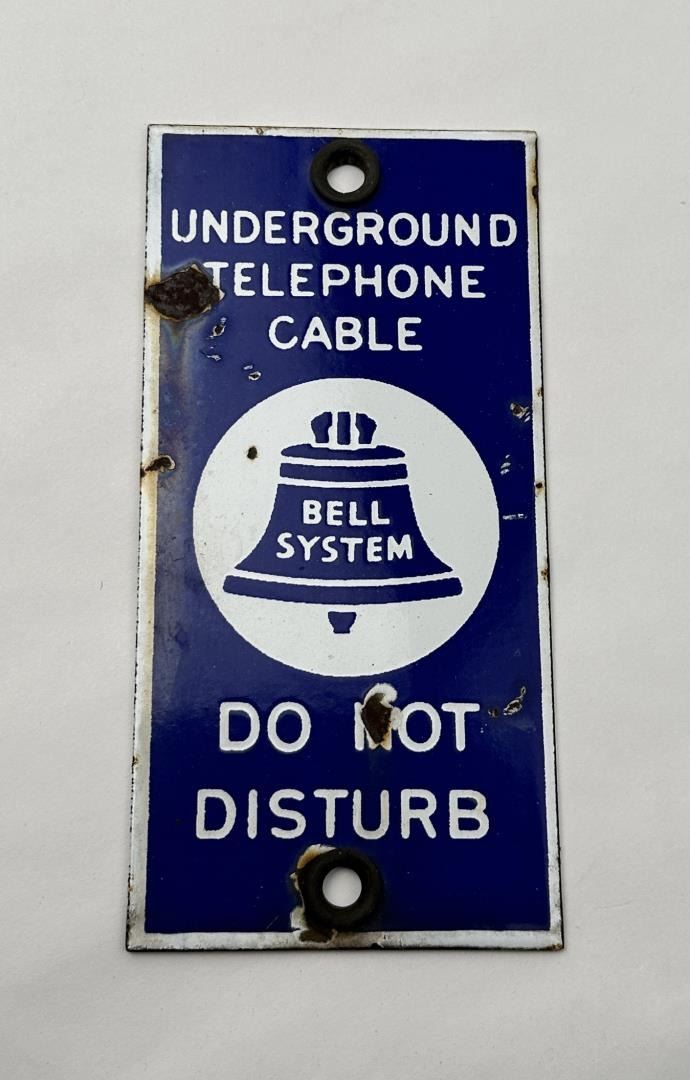 UNDERGROUND
TELEPHONE
CABLE
BELL
SYSTEM
DO NOT
DISTURB